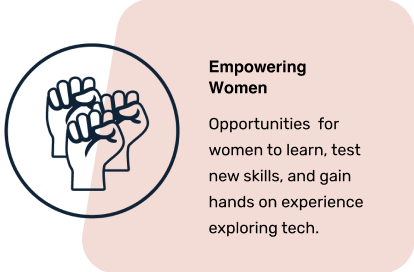 Empowering
Women
Opportunities for
women to learn, test
new skills, and gain
hands on experience
exploring tech.